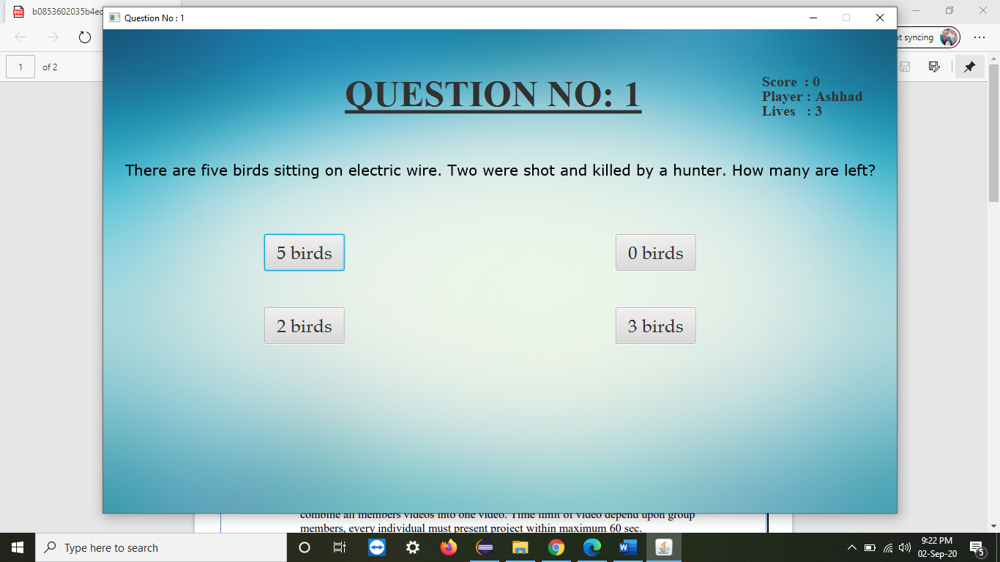 b0853602035b4ed
Question No : 1
ot syncing
1 of 2
QUESTION NO: 1
Score : 0
Player : Ashhad
Lives : 3
There are five birds sitting on electric wire. Two were shot and killed by a hunter. How many are left?
5 birds
0 birds
2 birds
3 birds
combine all members videos into one video. Time limit of video depend upon group
members, every individual must present project within maximum 60 sec.
Type here to search
9:22 PM
02-Sep-20
5